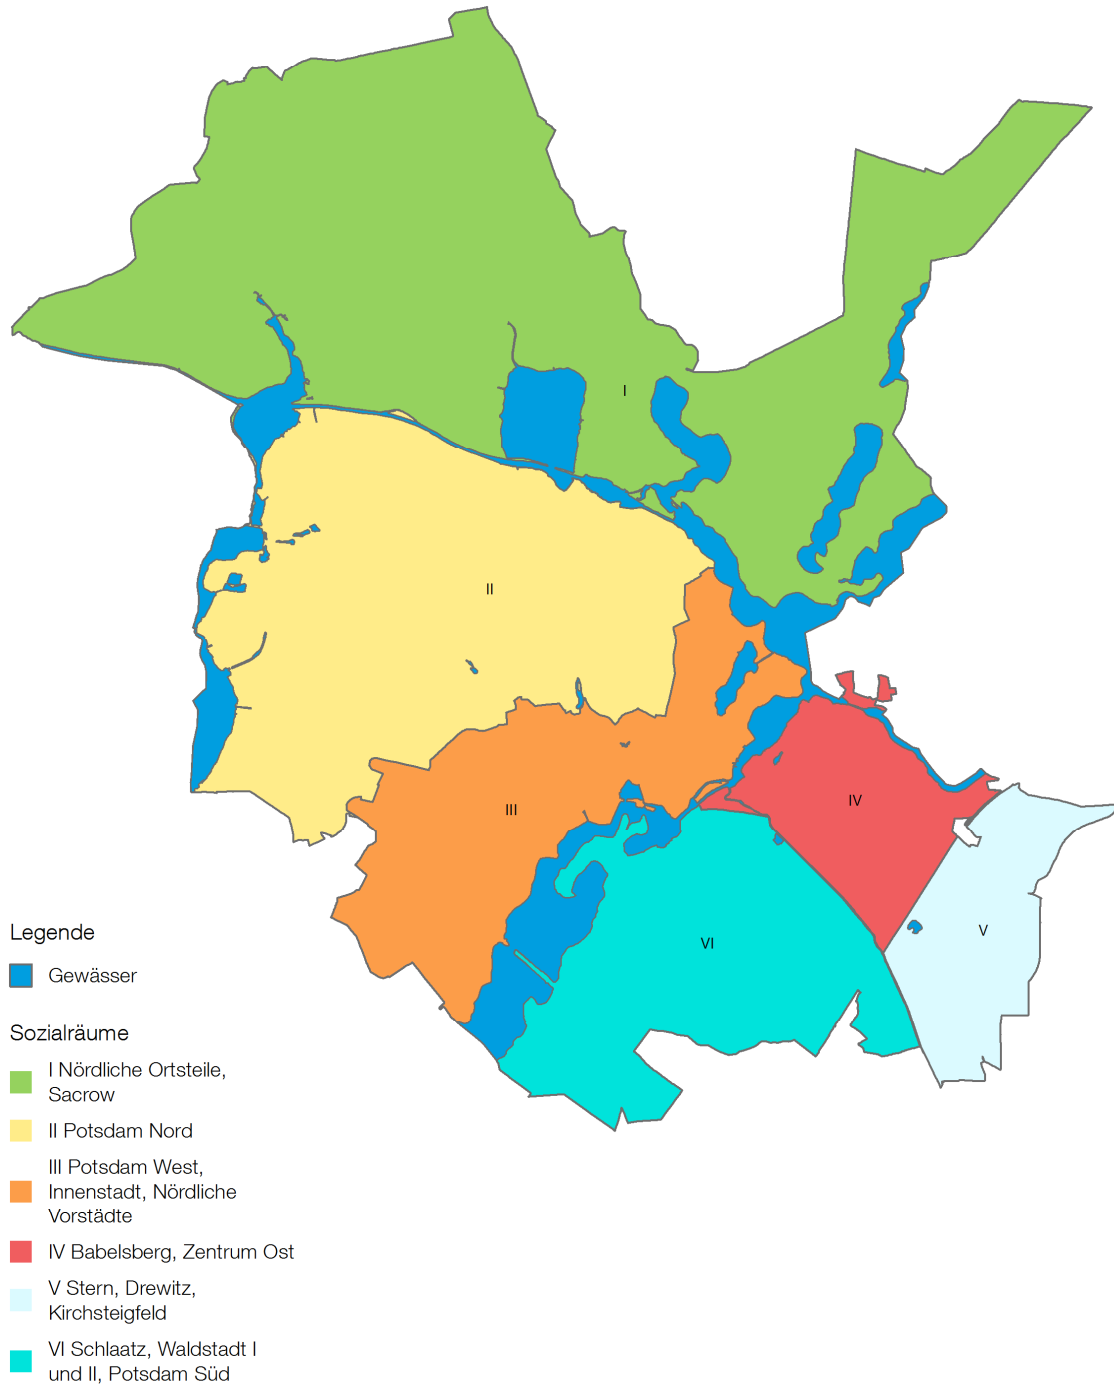 I
II
III
IV
V
VI
Legende
Gewässer
Sozialräume
I Nördliche Ortsteile,
Sacrow
II Potsdam Nord
III Potsdam West,
Innenstadt, Nördliche
Vorstädte
IV Babelsberg, Zentrum Ost
V Stern, Drewitz,
Kirchsteigfeld
VI Schlaatz, Waldstadt I
und II, Potsdam Süd